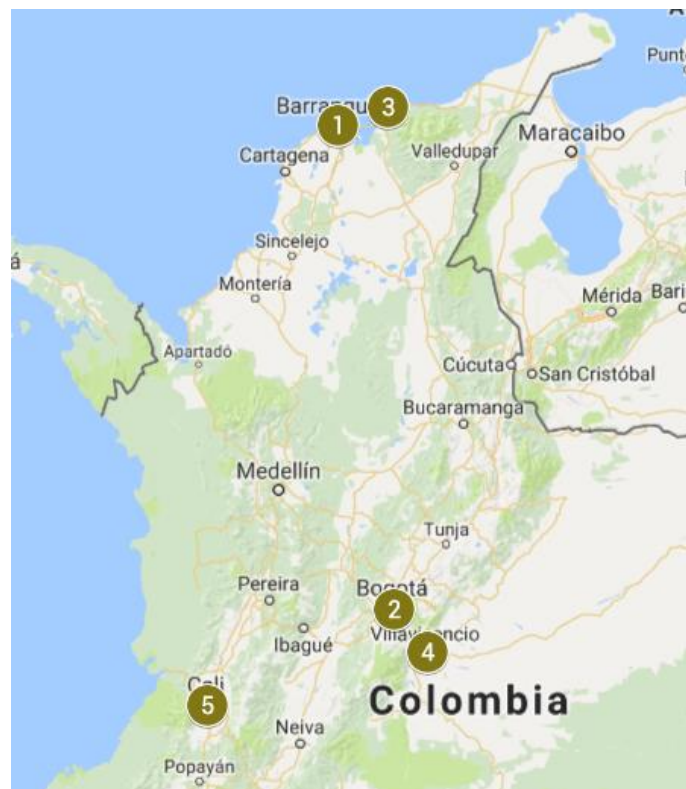 Punt
Barranqu
3
1
Maracaibo
Cartagena
Valledupar
Sincelejo
á
Montería
Mérida
Bari
Apartadó
Cúcuta
San Cristóbal
Bucaramanga
Medellín
Tunja
Pereira
Bogotá
2
Ibagué
Villavicencio
4
Cali
5
Colombia
Neiva
Popayán